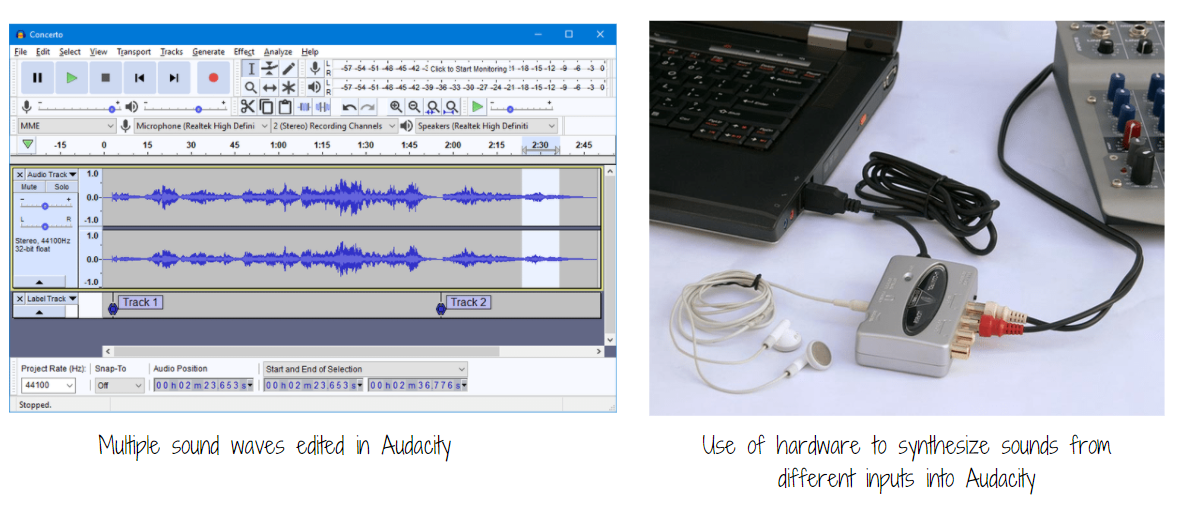 Concerto
File Edit Select View Transport Tracks Generate Effect Analyze Help
L R -57 -54 -51 -48 -45 -42 -3 Click to Start Monitoring !1 -18 -15 -12 -9 -6 -3 0
L R -57 -54 -51 -48 -45 -42 -39 -36 -33 -30 -27 -24 -21 -18 -15 -12 -9 -6 -3 0
MME Microphone (Realtek High Defini 2 (Stereo) Recording Channels Speakers (Realtek High Definiti
-15 0 15 30 45 1:00 1:15 1:30 1:45 2:00 2:15 2:30 2:45
Audio Track 1.0
Mute Solo
- + 0.0
L R
-1.0
Stereo, 44100Hz
32-bit float
1.0
0.0
-1.0
Label Track Track 1 Track 2
Project Rate (Hz): Snap-To Audio Position Start and End of Selection
44100 Off 00 h 02 m 23,653 s 00 h 02 m 23,653 s 00 h 02 m 36,776 s
Stopped.
Multiple sound waves edited in Audacity
Use of hardware to synthesize sounds from
different inputs into Audacity